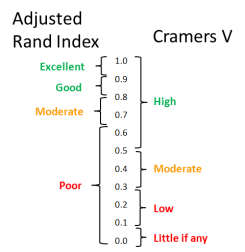 Adjusted
Rand Index
Cramers V
Excellent
1.0
Good
0.9
0.8
High
Moderate
0.7
0.6
0.5
Moderate
0.4
Poor
0.3
0.2
Low
0.1
0.0
Little if any